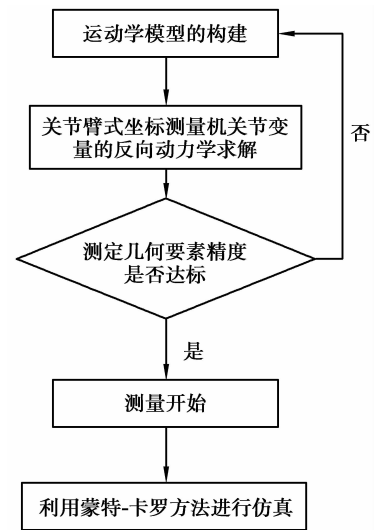 运动学模型的构建
关节臂式坐标测量机关节变
量的反向动力学求解
否
测定几何要素精度
是否达标
是
测量开始
利用蒙特-卡罗方法进行仿真